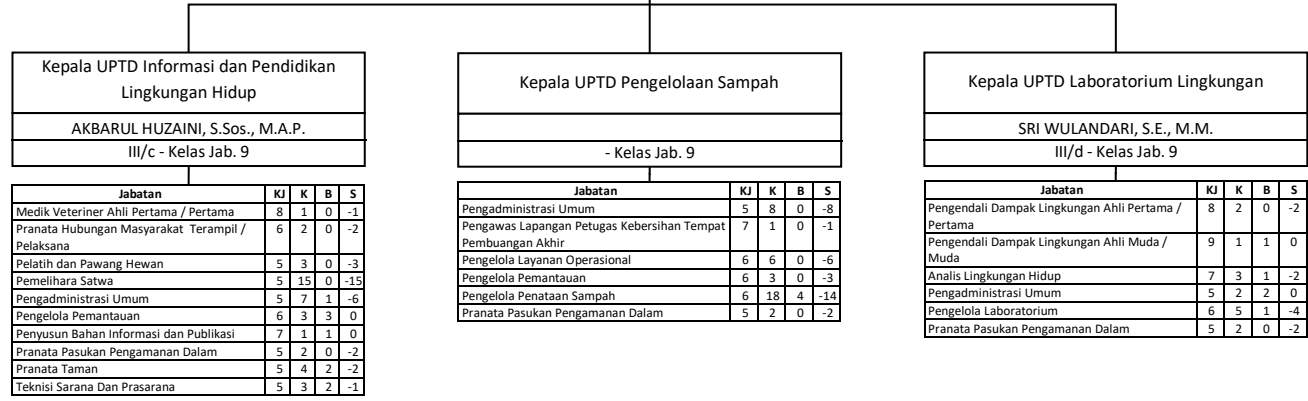 Kepala UPTD Informasi dan Pendidikan
Lingkungan Hidup
AKBARUL HUZAINI, S.Sos., M.A.P.
III/c - Kelas Jab. 9
Jabatan KJ K B S
Medik Veteriner Ahli Pertama / Pertama 8 1 0 -1
Pranata Hubungan Masyarakat Terampil /
Pelaksana 6 2 0 -2
Pelatih dan Pawang Hewan 5 3 0 -3
Pemelihara Satwa 5 15 0 -15
Pengadministrasi Umum 5 7 1 -6
Pengelola Pemantauan 6 3 3 0
Penyusun Bahan Informasi dan Publikasi 7 1 1 0
Pranata Pasukan Pengamanan Dalam 5 2 0 -2
Pranata Taman 5 4 2 -2
Teknisi Sarana Dan Prasarana 5 3 2 -1
Kepala UPTD Pengelolaan Sampah
- Kelas Jab. 9
Jabatan KJ K B S
Pengadministrasi Umum 5 8 0 -8
Pengawas Lapangan Petugas Kebersihan Tempat
Pembuangan Akhir 7 1 0 -1
Pengelola Layanan Operasional 6 6 0 -6
Pengelola Pemantauan 6 3 0 -3
Pengelola Penataan Sampah 6 18 4 -14
Pranata Pasukan Pengamanan Dalam 5 2 0 -2
Kepala UPTD Laboratorium Lingkungan
SRI WULANDARI, S.E., M.M.
III/d - Kelas Jab. 9
Jabatan KJ K B S
Pengendali Dampak Lingkungan Ahli Pertama /
Pertama 8 2 0 -2
Pengendali Dampak Lingkungan Ahli Muda /
Muda 9 1 1 0
Analis Lingkungan Hidup 7 3 1 -2
Pengadministrasi Umum 5 2 2 0
Pengelola Laboratorium 6 5 1 -4
Pranata Pasukan Pengamanan Dalam 5 2 0 -2